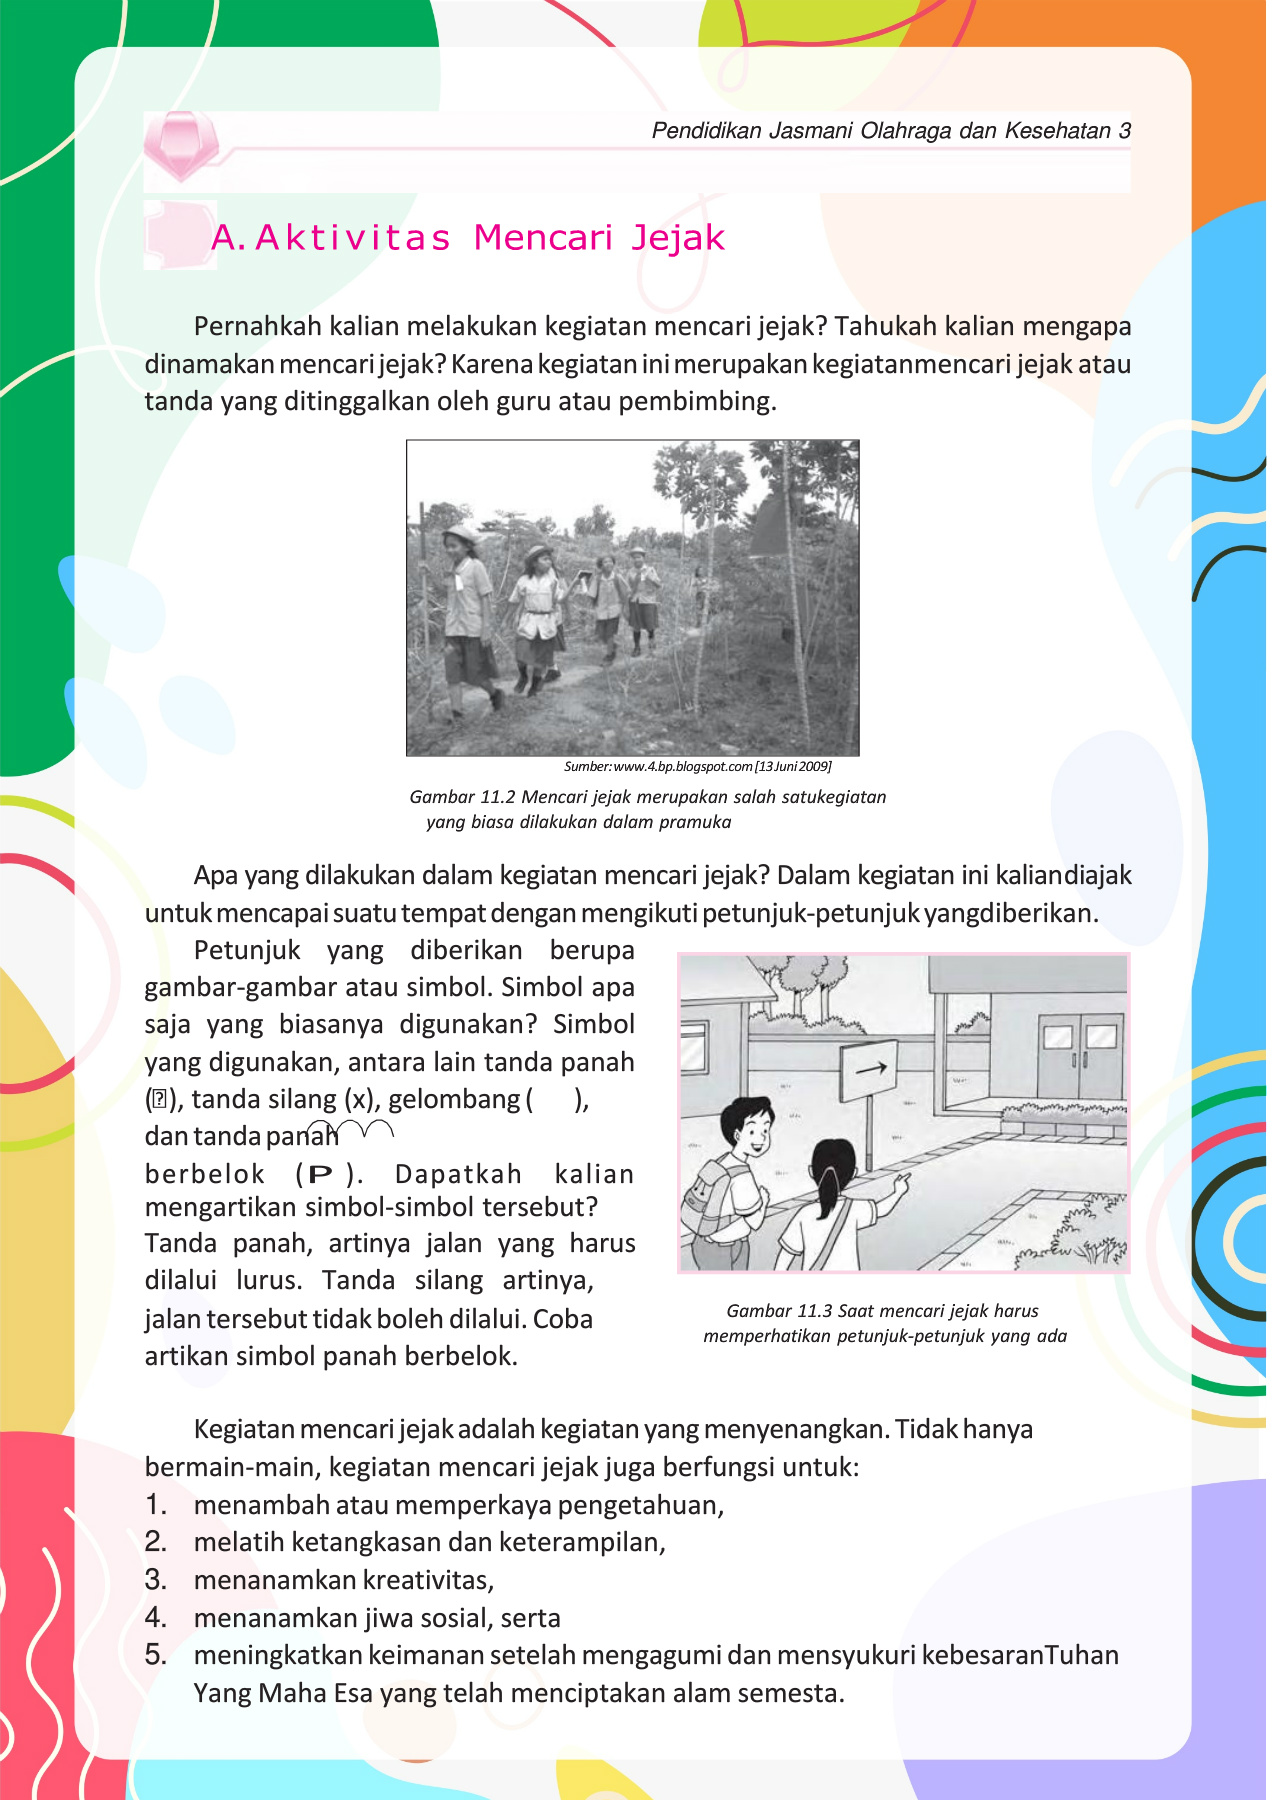 Pendidikan Jasmani Olahraga dan Kesehatan 3
A. Aktivitas Mencari Jejak
Pernahkah kalian melakukan kegiatan mencari jejak? Tahukah kalian mengapa
dinamakan mencari jejak? Karena kegiatan ini merupakan kegiatanmencari jejak atau
tanda yang ditinggalkan oleh guru atau pembimbing.
Sumber: www.4.bp.blogspot.com [13 Juni 2009]
Gambar 11.2 Mencari jejak merupakan salah satukegiatan
yang biasa dilakukan dalam pramuka
Apa yang dilakukan dalam kegiatan mencari jejak? Dalam kegiatan ini kaliandiajak
untuk mencapai suatu tempat dengan mengikuti petunjuk-petunjuk yangdiberikan.
Petunjuk yang diberikan berupa
gambar-gambar atau simbol. Simbol apa
saja yang biasanya digunakan? Simbol
yang digunakan, antara lain tanda panah
(⍰), tanda silang (x), gelombang ( ),
dan tanda panah
berbelok (P ). Dapatkah kalian
mengartikan simbol-simbol tersebut?
Tanda panah, artinya jalan yang harus
dilalui lurus. Tanda silang artinya,
jalan tersebut tidak boleh dilalui. Coba
artikan simbol panah berbelok.
Gambar 11.3 Saat mencari jejak harus
memperhatikan petunjuk-petunjuk yang ada
Kegiatan mencari jejak adalah kegiatan yang menyenangkan. Tidak hanya
bermain-main, kegiatan mencari jejak juga berfungsi untuk:
1. menambah atau memperkaya pengetahuan,
2. melatih ketangkasan dan keterampilan,
3. menanamkan kreativitas,
4. menanamkan jiwa sosial, serta
5. meningkatkan keimanan setelah mengagumi dan mensyukuri kebesaranTuhan
Yang Maha Esa yang telah menciptakan alam semesta.